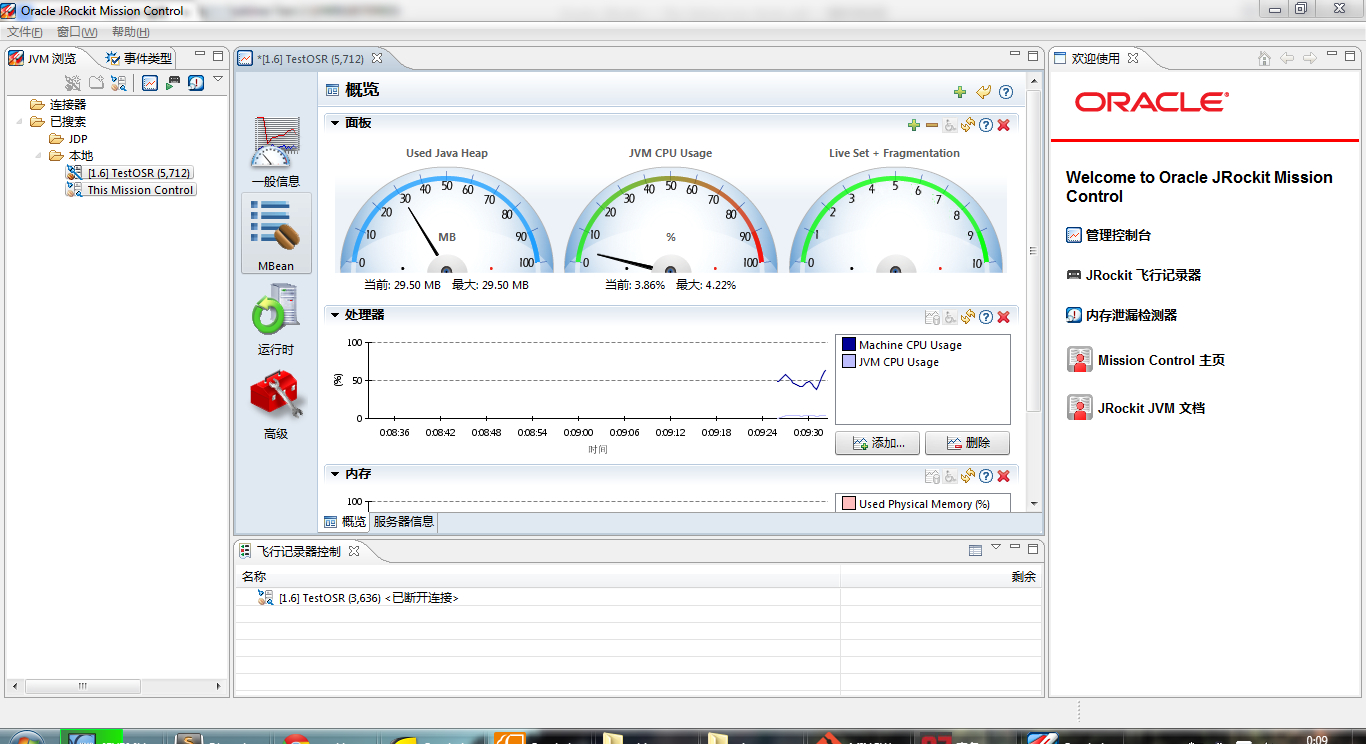 Oracle JRockit Mission Control
文件(F) 窗口(W) 帮助(H)
JVM 浏览
事件类型
连接器
已搜索
JDP
本地
[1.6] TestOSR (5,712)
This Mission Control
*[1.6] TestOSR (5,712)
一般信息
MBean
运行时
高级
概览
面板
Used Java Heap
0 10 20 30 40 50 60 70 80 90 100
MB
当前: 29.50 MB 最大: 29.50 MB
JVM CPU Usage
0 10 20 30 40 50 60 70 80 90 100
%
当前: 3.86% 最大: 4.22%
Live Set + Fragmentation
0 1 2 3 4 5 6 7 8 9 10
处理器
100
50
0
(%)
0:08:36 0:08:42 0:08:48 0:08:54 0:09:00 0:09:06 0:09:12 0:09:18 0:09:24 0:09:30
时间
Machine CPU Usage
JVM CPU Usage
添加...
删除
内存
100
Used Physical Memory (%)
概览
服务器信息
飞行记录器控制
名称
剩余
[1.6] TestOSR (3,636) <已断开连接>
欢迎使用
ORACLE
Welcome to Oracle JRockit Mission
Control
管理控制台
JRockit 飞行记录器
内存泄漏检测器
Mission Control 主页
JRockit JVM 文档
0:09